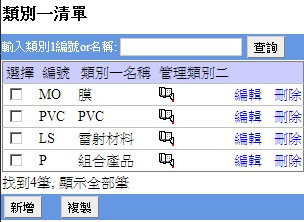 類別一清單
輸入類別1編號or名稱: 查詢
選擇 編號 類別一名稱 管理類別二
MO 膜 編輯 刪除
PVC PVC 編輯 刪除
LS 雷射材料 編輯 刪除
P 組合產品 編輯 刪除
找到4筆, 顯示全部筆
新增 複製